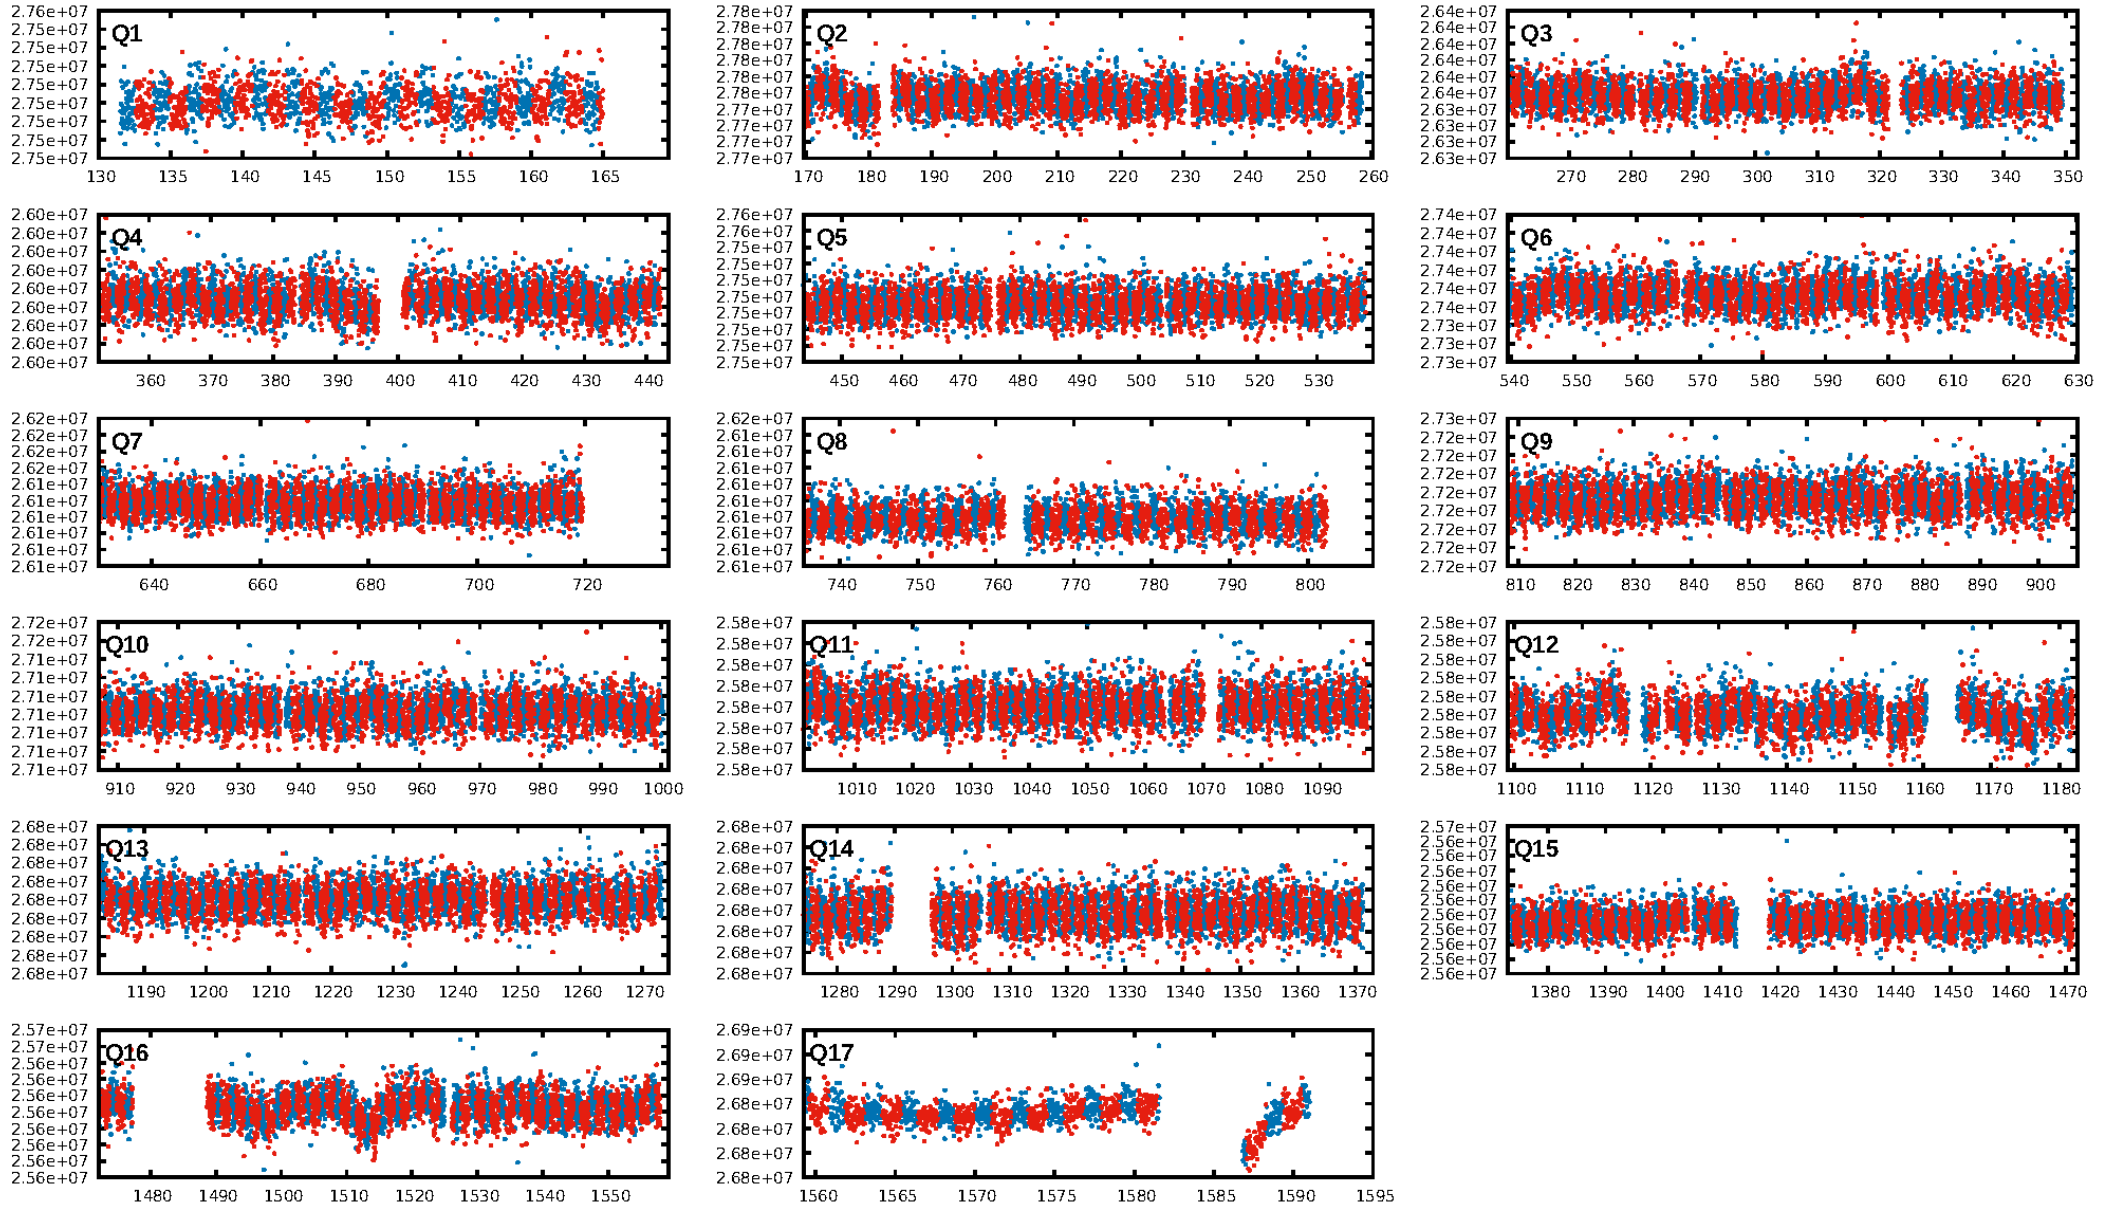 2.76e+07 2.75e+07 2.75e+07 2.75e+07 2.75e+07 2.75e+07 2.75e+07 2.75e+07 2.75e+07
Q1
130 135 140 145 150 155 160 165
2.78e+07 2.78e+07 2.78e+07 2.78e+07 2.78e+07 2.78e+07 2.77e+07 2.77e+07 2.77e+07 2.77e+07
Q2
170 180 190 200 210 220 230 240 250 260
2.64e+07 2.64e+07 2.64e+07 2.64e+07 2.64e+07 2.64e+07 2.63e+07 2.63e+07 2.63e+07 2.63e+07
Q3
270 280 290 300 310 320 330 340 350
2.60e+07 2.60e+07 2.60e+07 2.60e+07 2.60e+07 2.60e+07 2.60e+07 2.60e+07 2.60e+07
Q4
360 370 380 390 400 410 420 430 440
2.76e+07 2.76e+07 2.75e+07 2.75e+07 2.75e+07 2.75e+07 2.75e+07 2.75e+07 2.75e+07 2.75e+07
Q5
450 460 470 480 490 500 510 520 530
2.74e+07 2.74e+07 2.74e+07 2.74e+07 2.74e+07 2.74e+07 2.73e+07 2.73e+07 2.73e+07
Q6
540 550 560 570 580 590 600 610 620 630
2.62e+07 2.62e+07 2.62e+07 2.62e+07 2.61e+07 2.61e+07 2.61e+07 2.61e+07 2.61e+07 2.61e+07
Q7
640 660 680 700 720
2.62e+07 2.61e+07 2.61e+07 2.61e+07 2.61e+07 2.61e+07 2.61e+07 2.61e+07 2.61e+07 2.61e+07
Q8
740 750 760 770 780 790 800
2.73e+07 2.72e+07 2.72e+07 2.72e+07 2.72e+07 2.72e+07 2.72e+07 2.72e+07 2.72e+07
Q9
810 820 830 840 850 860 870 880 890 900
2.72e+07 2.72e+07 2.71e+07 2.71e+07 2.71e+07 2.71e+07 2.71e+07 2.71e+07 2.71e+07
Q10
910 920 930 940 950 960 970 980 990 1000
2.58e+07 2.58e+07 2.58e+07 2.58e+07 2.58e+07 2.58e+07 2.58e+07 2.58e+07
Q11
1010 1020 1030 1040 1050 1060 1070 1080 1090
2.58e+07 2.58e+07 2.58e+07 2.58e+07 2.58e+07 2.58e+07 2.58e+07 2.58e+07 2.58e+07
Q12
1100 1110 1120 1130 1140 1150 1160 1170 1180
2.68e+07 2.68e+07 2.68e+07 2.68e+07 2.68e+07 2.68e+07 2.68e+07 2.68e+07 2.68e+07
Q13
1190 1200 1210 1220 1230 1240 1250 1260 1270
2.68e+07 2.68e+07 2.68e+07 2.68e+07 2.68e+07 2.68e+07 2.68e+07 2.68e+07
Q14
1280 1290 1300 1310 1320 1330 1340 1350 1360 1370
2.57e+07 2.56e+07 2.56e+07 2.56e+07 2.56e+07 2.56e+07 2.56e+07 2.56e+07 2.56e+07 2.56e+07 2.56e+07
Q15
1380 1390 1400 1410 1420 1430 1440 1450 1460 1470
2.57e+07 2.57e+07 2.56e+07 2.56e+07 2.56e+07 2.56e+07 2.56e+07 2.56e+07 2.56e+07 2.56e+07
Q16
1480 1490 1500 1510 1520 1530 1540 1550
2.69e+07 2.69e+07 2.69e+07 2.68e+07 2.68e+07 2.68e+07 2.68e+07
Q17
1560 1565 1570 1575 1580 1585 1590 1595